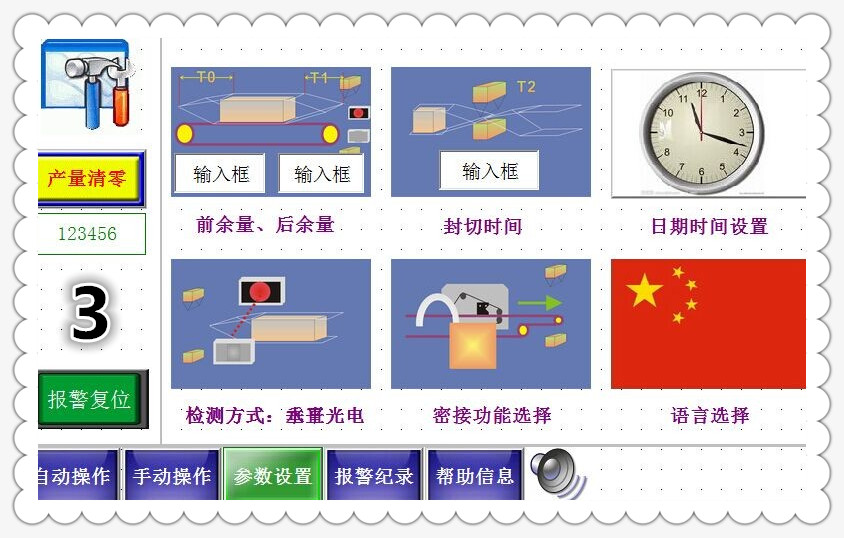 T0
T1
输入框
输入框
前余量、后余量
T2
输入框
封切时间
11 12 1
10 2
9 3
8 4
7 6 5
日期时间设置
产量清零
123456
3
报警复位
检测方式：光电
密接功能选择
语言选择
自动操作
手动操作
参数设置
报警纪录
帮助信息